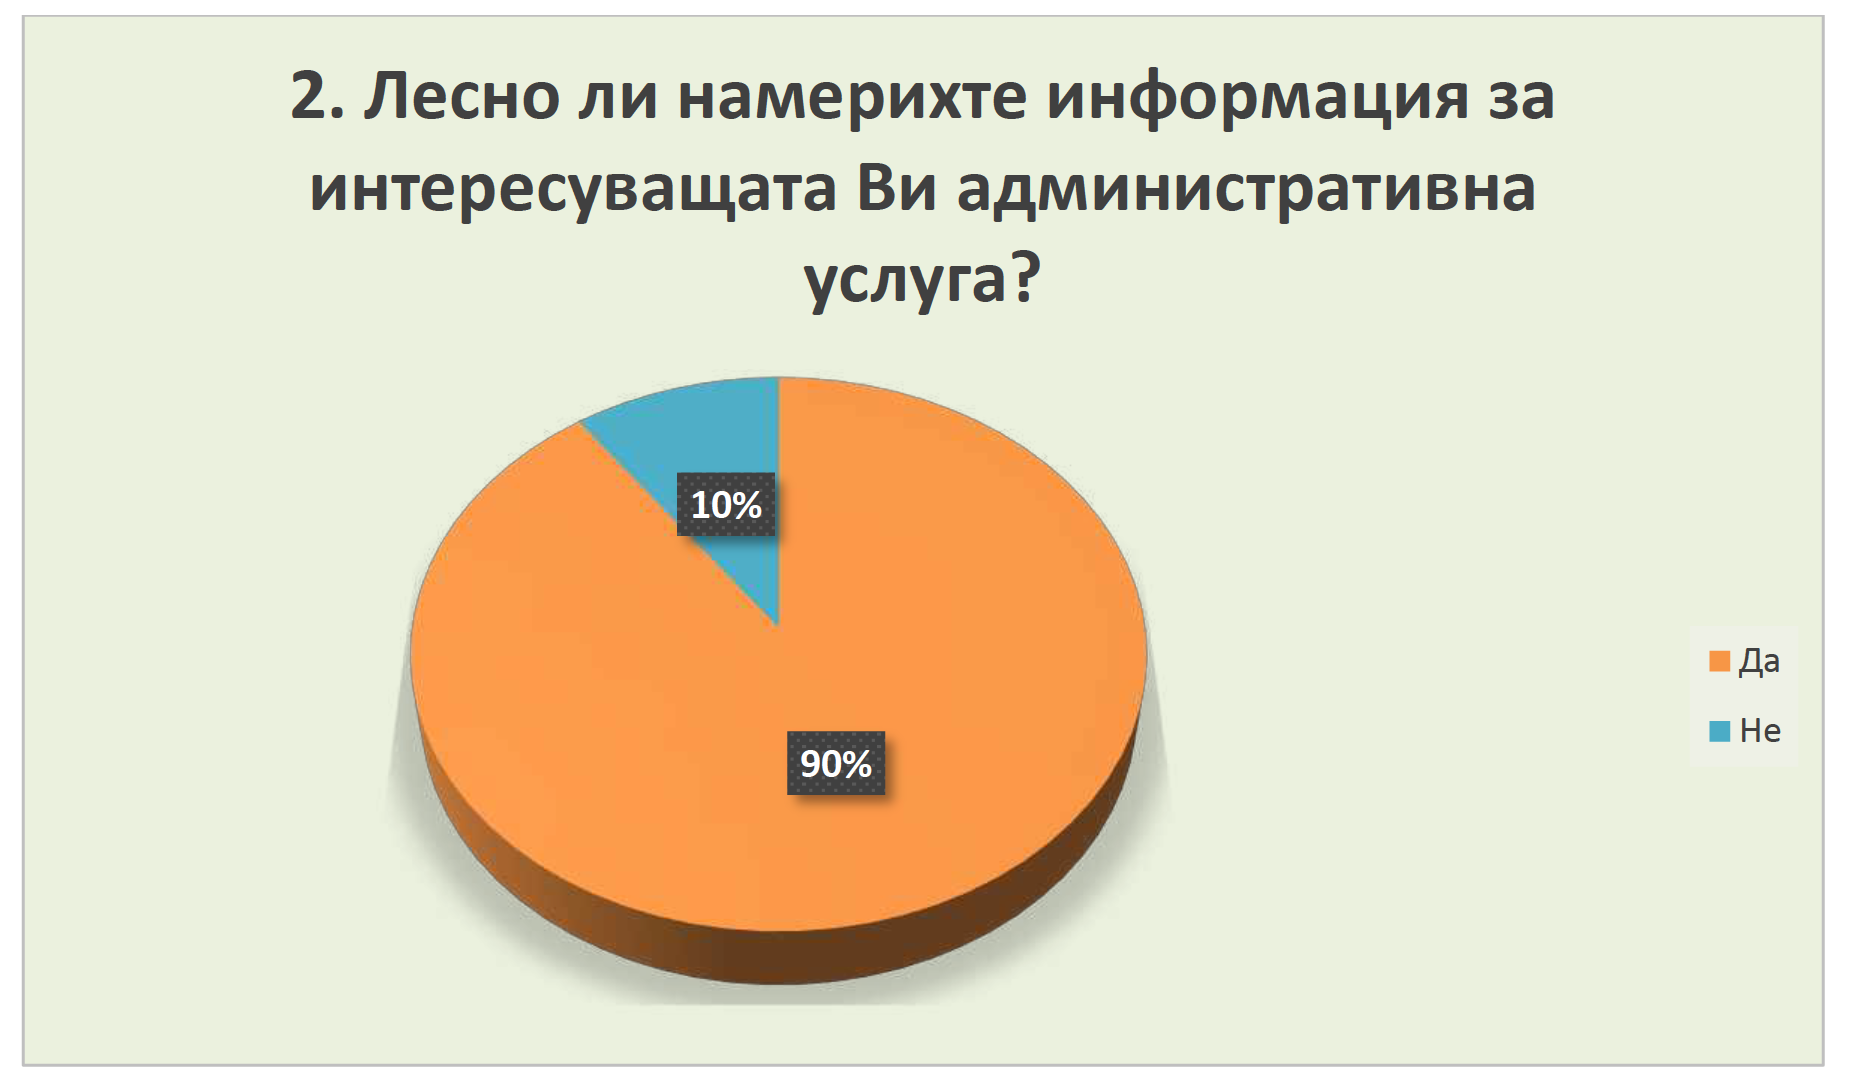 2. Лесно ли намерихте информация за
интересуващата Ви административна
услуга?
10%
90%
Да
Не